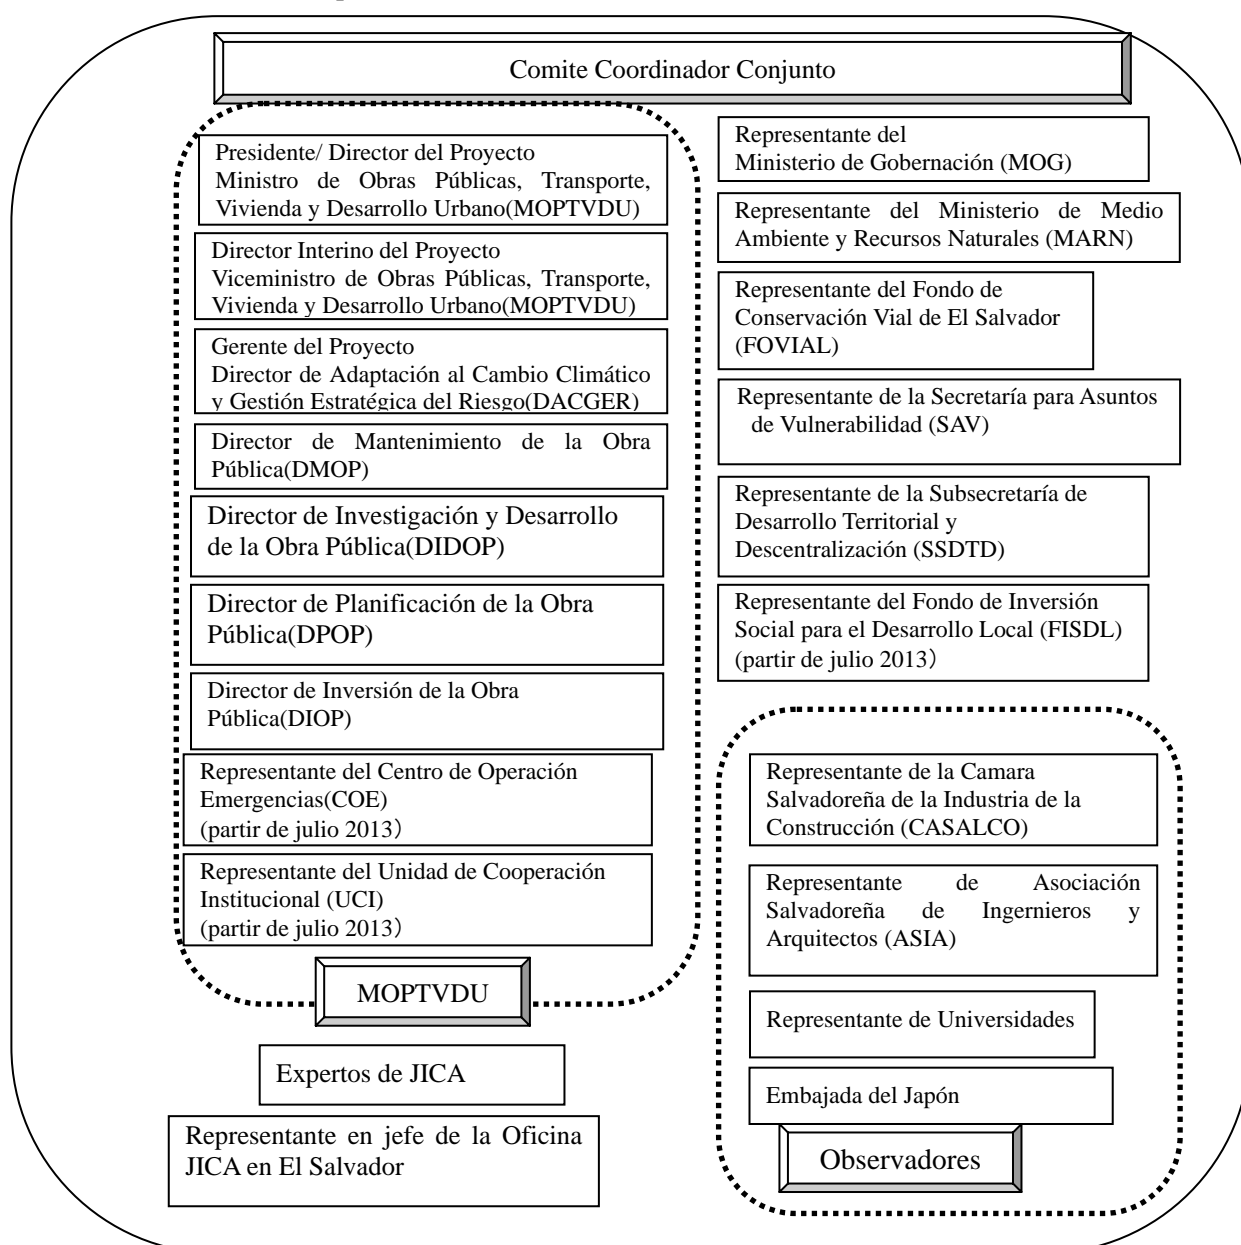 Comite Coordinador Conjunto
Presidente/ Director del Proyecto
Ministro de Obras Públicas, Transporte,
Vivienda y Desarrollo Urbano(MOPTVDU)
Director Interino del Proyecto
Viceministro de Obras Públicas, Transporte,
Vivienda y Desarrollo Urbano(MOPTVDU)
Gerente del Proyecto
Director de Adaptación al Cambio Climático
y Gestión Estratégica del Riesgo(DACGER)
Director de Mantenimiento de la Obra
Pública(DMOP)
Director de Investigación y Desarrollo
de la Obra Pública(DIDOP)
Director de Planificación de la Obra
Pública(DPOP)
Director de Inversión de la Obra
Pública(DIOP)
Representante del Centro de Operación
Emergencias(COE)
(partir de julio 2013）
Representante del Unidad de Cooperación
Institucional (UCI)
(partir de julio 2013）
MOPTVDU
Expertos de JICA
Representante en jefe de la Oficina
JICA en El Salvador
Representante del
Ministerio de Gobernación (MOG)
Representante del Ministerio de Medio
Ambiente y Recursos Naturales (MARN)
Representante del Fondo de
Conservación Vial de El Salvador
(FOVIAL)
Representante de la Secretaría para Asuntos
de Vulnerabilidad (SAV)
Representante de la Subsecretaría de
Desarrollo Territorial y
Descentralización (SSDTD)
Representante del Fondo de Inversión
Social para el Desarrollo Local (FISDL)
(partir de julio 2013）
Representante de la Camara
Salvadoreña de la Industria de la
Construcción (CASALCO)
Representante de Asociación
Salvadoreña de Ingernieros y
Arquitectos (ASIA)
Representante de Universidades
Embajada del Japón
Observadores